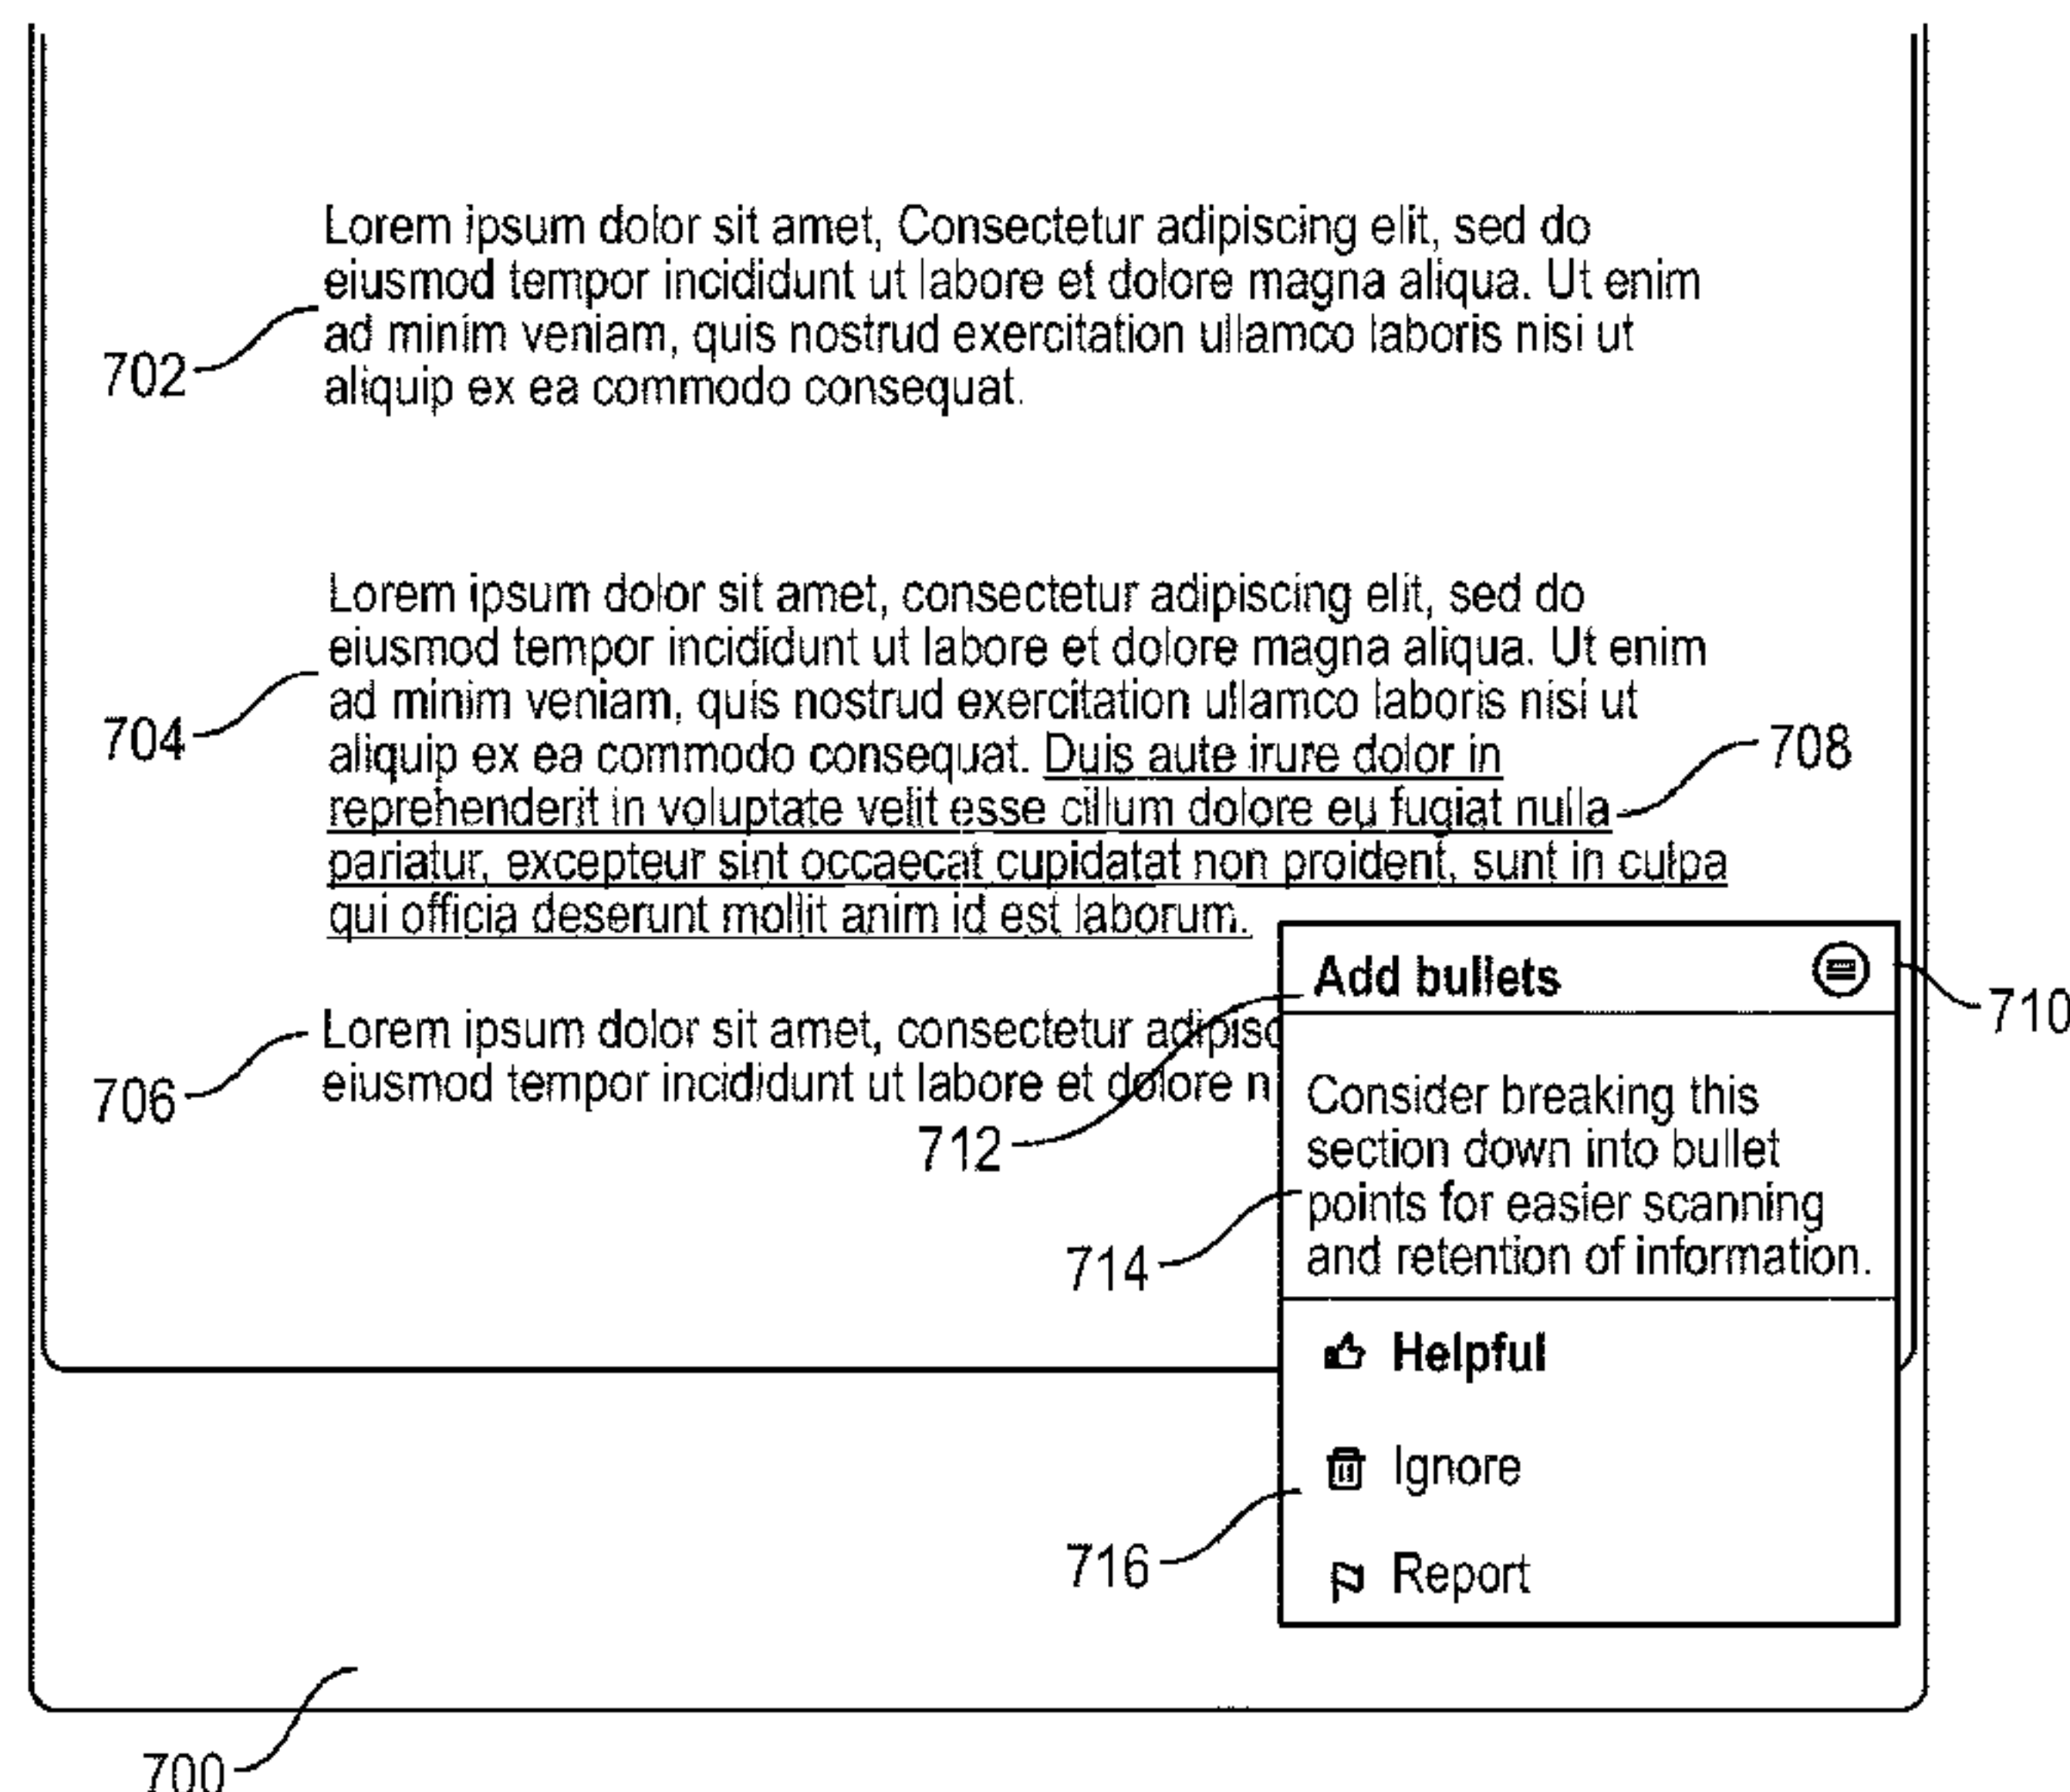 Lorem ipsum dolor sit amet, Consectetur adipiscing elit, sed do
eiusmod tempor incididunt ut labore et dolore magna aliqua. Ut enim
ad minim veniam, quis nostrud exercitation ullamco laboris nisi ut
702
aliquip ex ea commodo consequat.
Lorem ipsum dolor sit amet, consectetur adipiscing elit, sed do
eiusmod tempor incididunt ut labore et dolore magna aliqua. Ut enim
ad minim veniam, quis nostrud exercitation ullamco laboris nisi ut
704
aliquip ex ea commodo consequat. Duis aute irure dolor in
708
reprehenderit in voluptate velit esse cillum dolore eu fugiat nulla
pariatur, excepteur sint occaecat cupidatat non proident, sunt in culpa
qui officia deserunt mollit anim id est laborum.
Add bullets
710
Lorem ipsum dolor sit amet, consectetur adipisc
eiusmod tempor incididunt ut labore et dolore n
706
712
Consider breaking this
section down into bullet
points for easier scanning
and retention of information.
714
Helpful
Ignore
716
Report
700